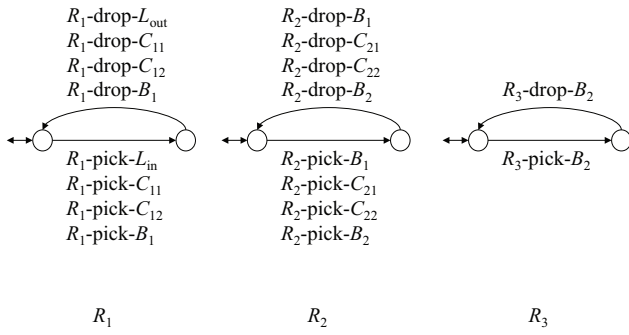 R₁-drop-Lout
R₁-drop-C₁₁
R₁-drop-C₁₂
R₁-drop-B₁
R₁-pick-Lin
R₁-pick-C₁₁
R₁-pick-C₁₂
R₁-pick-B₁
R₁
R₂-drop-B₁
R₂-drop-C₂₁
R₂-drop-C₂₂
R₂-drop-B₂
R₂-pick-B₁
R₂-pick-C₂₁
R₂-pick-C₂₂
R₂-pick-B₂
R₂
R₃-drop-B₂
R₃-pick-B₂
R₃